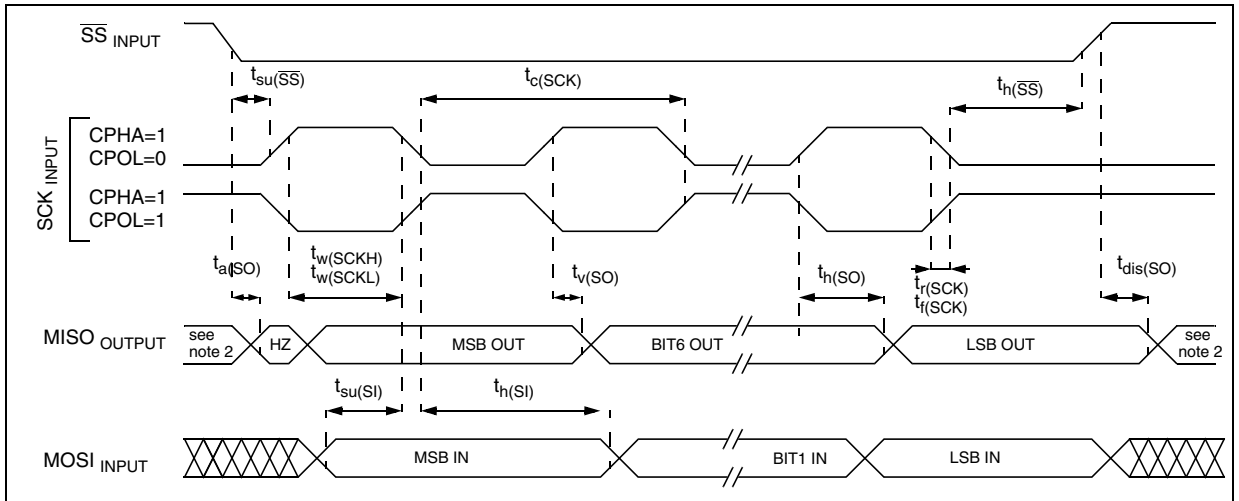 SS INPUT
tsu(SS)
tc(SCK)
th(SS)
SCK INPUT
CPHA=1
CPOL=0
CPHA=1
CPOL=1
ta(SO)
tw(SCKH)
tw(SCKL)
tv(SO)
th(SO)
tr(SCK)
tf(SCK)
tdis(SO)
MISO OUTPUT
see
note 2
HZ
MSB OUT
BIT6 OUT
LSB OUT
see
note 2
tsu(SI)
th(SI)
MOSI INPUT
MSB IN
BIT1 IN
LSB IN